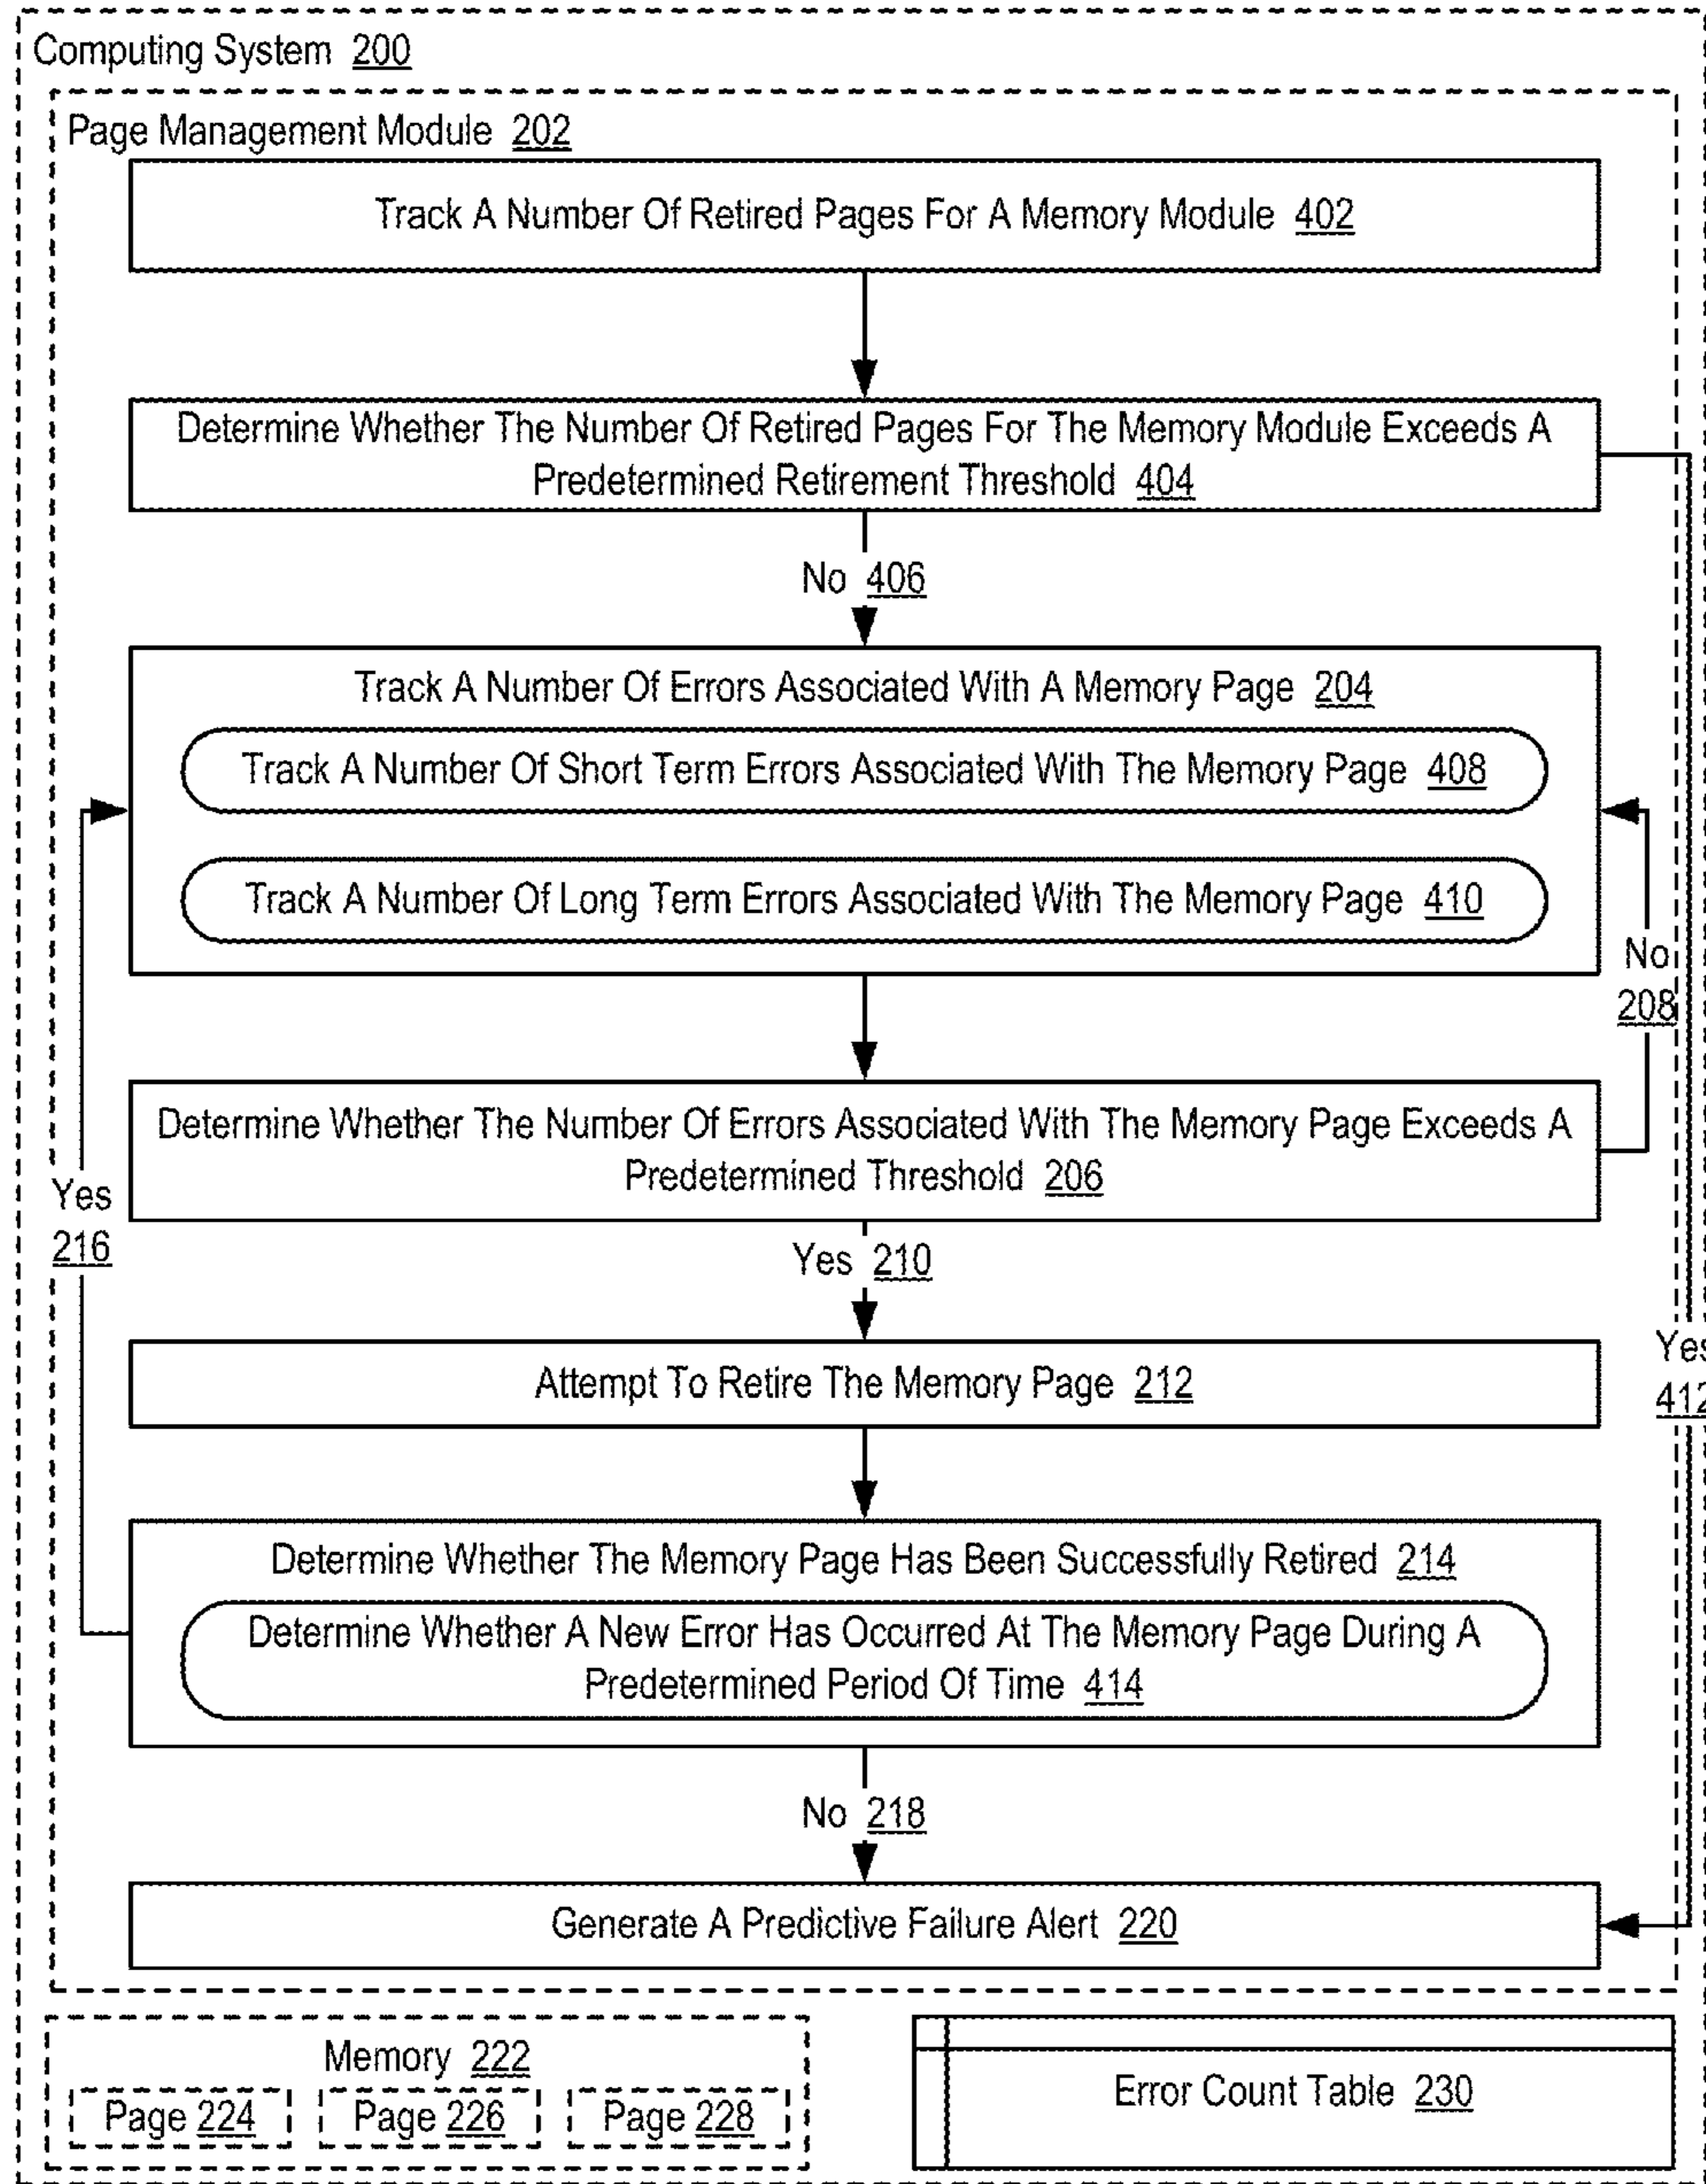 Computing System 200
Page Management Module 202
Track A Number Of Retired Pages For A Memory Module 402
Determine Whether The Number Of Retired Pages For The Memory Module Exceeds A
Predetermined Retirement Threshold 404
No 406
Track A Number Of Errors Associated With A Memory Page 204
Track A Number Of Short Term Errors Associated With The Memory Page 408
Track A Number Of Long Term Errors Associated With The Memory Page 410
No
208
Determine Whether The Number Of Errors Associated With The Memory Page Exceeds A
Predetermined Threshold 206
Yes
216
Yes 210
Yes
412
Attempt To Retire The Memory Page 212
Determine Whether The Memory Page Has Been Successfully Retired 214
Determine Whether A New Error Has Occurred At The Memory Page During A
Predetermined Period Of Time 414
No 218
Generate A Predictive Failure Alert 220
Memory 222
Page 224
Page 226
Page 228
Error Count Table 230